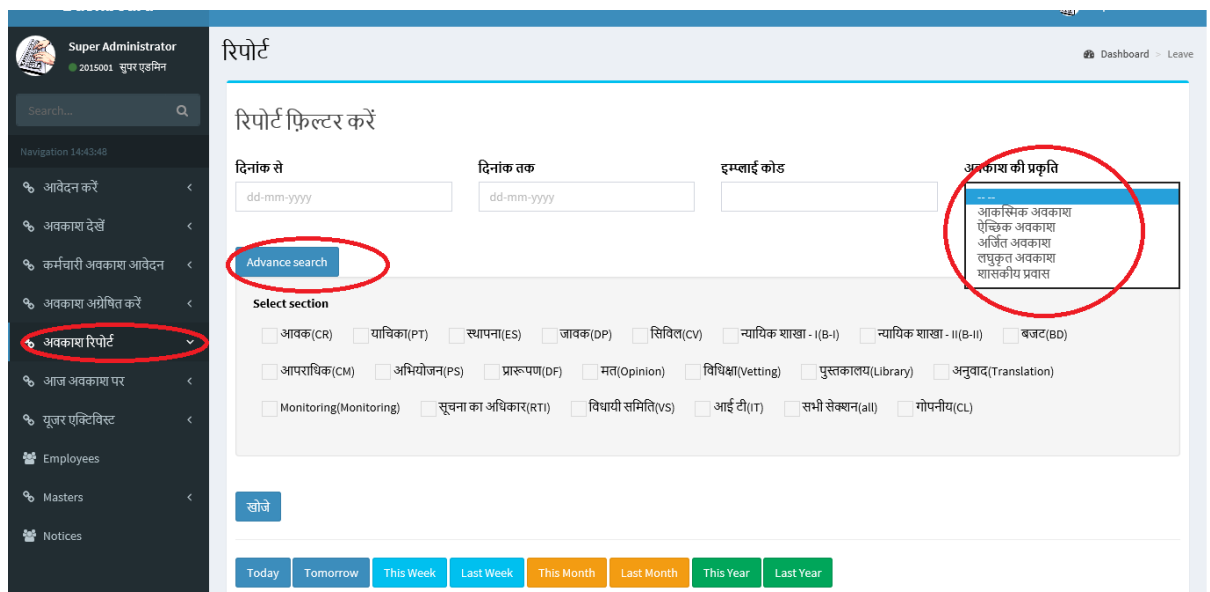 Super Administrator
2015001 सुपर एडमिन
Search...
Navigation 14:43:48
आवेदन करें
अवकाश देखें
कर्मचारी अवकाश आवेदन
अवकाश अग्रेषित करें
अवकाश रिपोर्ट
आज अवकाश पर
यूजर एक्टिविस्ट
Employees
Masters
Notices
रिपोर्ट
Dashboard > Leave
रिपोर्ट फ़िल्टर करें
दिनांक से दिनांक तक इम्प्लाई कोड अवकाश की प्रकृति
dd-mm-yyyy dd-mm-yyyy -- --
आकस्मिक अवकाश
ऐच्छिक अवकाश
अर्जित अवकाश
लघुकृत अवकाश
शासकीय प्रवास
Advance search
Select section
आवक(CR) याचिका(PT) स्थापना(ES) जावक(DP) सिविल(CV) न्यायिक शाखा - I(B-I) न्यायिक शाखा - II(B-II) बजट(BD)
आपराधिक(CM) अभियोजन(PS) प्रारूपण(DF) मत(Opinion) विधिक्षा(Vetting) पुस्तकालय(Library) अनुवाद(Translation)
Monitoring(Monitoring) सूचना का अधिकार(RTI) विधायी समिति(VS) आई टी(IT) सभी सेक्शन(all) गोपनीय(CL)
खोजे
Today Tomorrow This Week Last Week This Month Last Month This Year Last Year